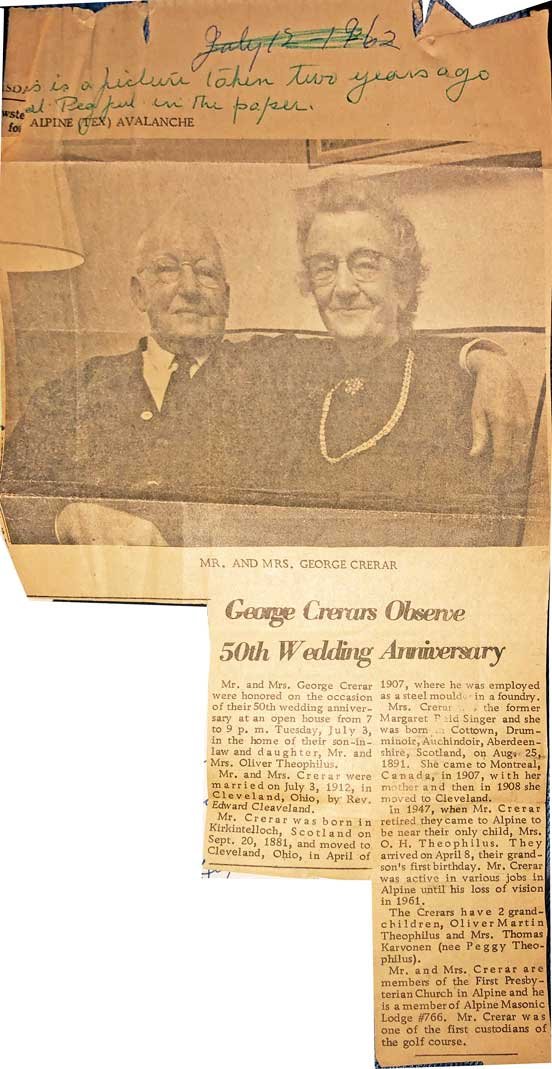 July 12 - 1962
is a picture taken two years ago
Peg put in the paper.
ALPINE (TEX) AVALANCHE
MR. AND MRS. GEORGE CRERAR
George Crerars Observe
50th Wedding Anniversary
Mr. and Mrs. George Crerar
were honored on the occasion
of their 50th wedding anniver-
sary at an open house from 7
to 9 p. m. Tuesday, July 3,
in the home of their son-in-
law and daughter, Mr. and
Mrs. Oliver Theophilus.
Mr. and Mrs. Crerar were
married on July 3, 1912, in
Cleveland, Ohio, by Rev.
Edward Cleaveland.
Mr. Crerar was born in
Kirkintelloch, Scotland on
Sept. 20, 1881, and moved to
Cleveland, Ohio, in April of
1907, where he was employed
as a steel moulder in a foundry.
Mrs. Crerar the former
Margaret Singer and she
was born Cottown, Drum-
minoir, Auchindoir, Aberdeen-
shire, Scotland, on Aug. 25,
1891. She came to Montreal,
Canada, in 1907, with her
mother and then in 1908 she
moved to Cleveland.
In 1947, when Mr. Crerar
retired they came to Alpine to
be near their only child, Mrs.
O. H. Theophilus. They
arrived on April 8, their grand-
son's first birthday. Mr. Crerar
was active in various jobs in
Alpine until his loss of vision
in 1961.
The Crerars have 2 grand-
children, Oliver Martin
Theophilus and Mrs. Thomas
Karvonen (nee Peggy Theo-
philus).
Mr. and Mrs. Crerar are
members of the First Presby-
terian Church in Alpine and he
is a member of Alpine Masonic
Lodge #766. Mr. Crerar was
one of the first custodians of
the golf course.